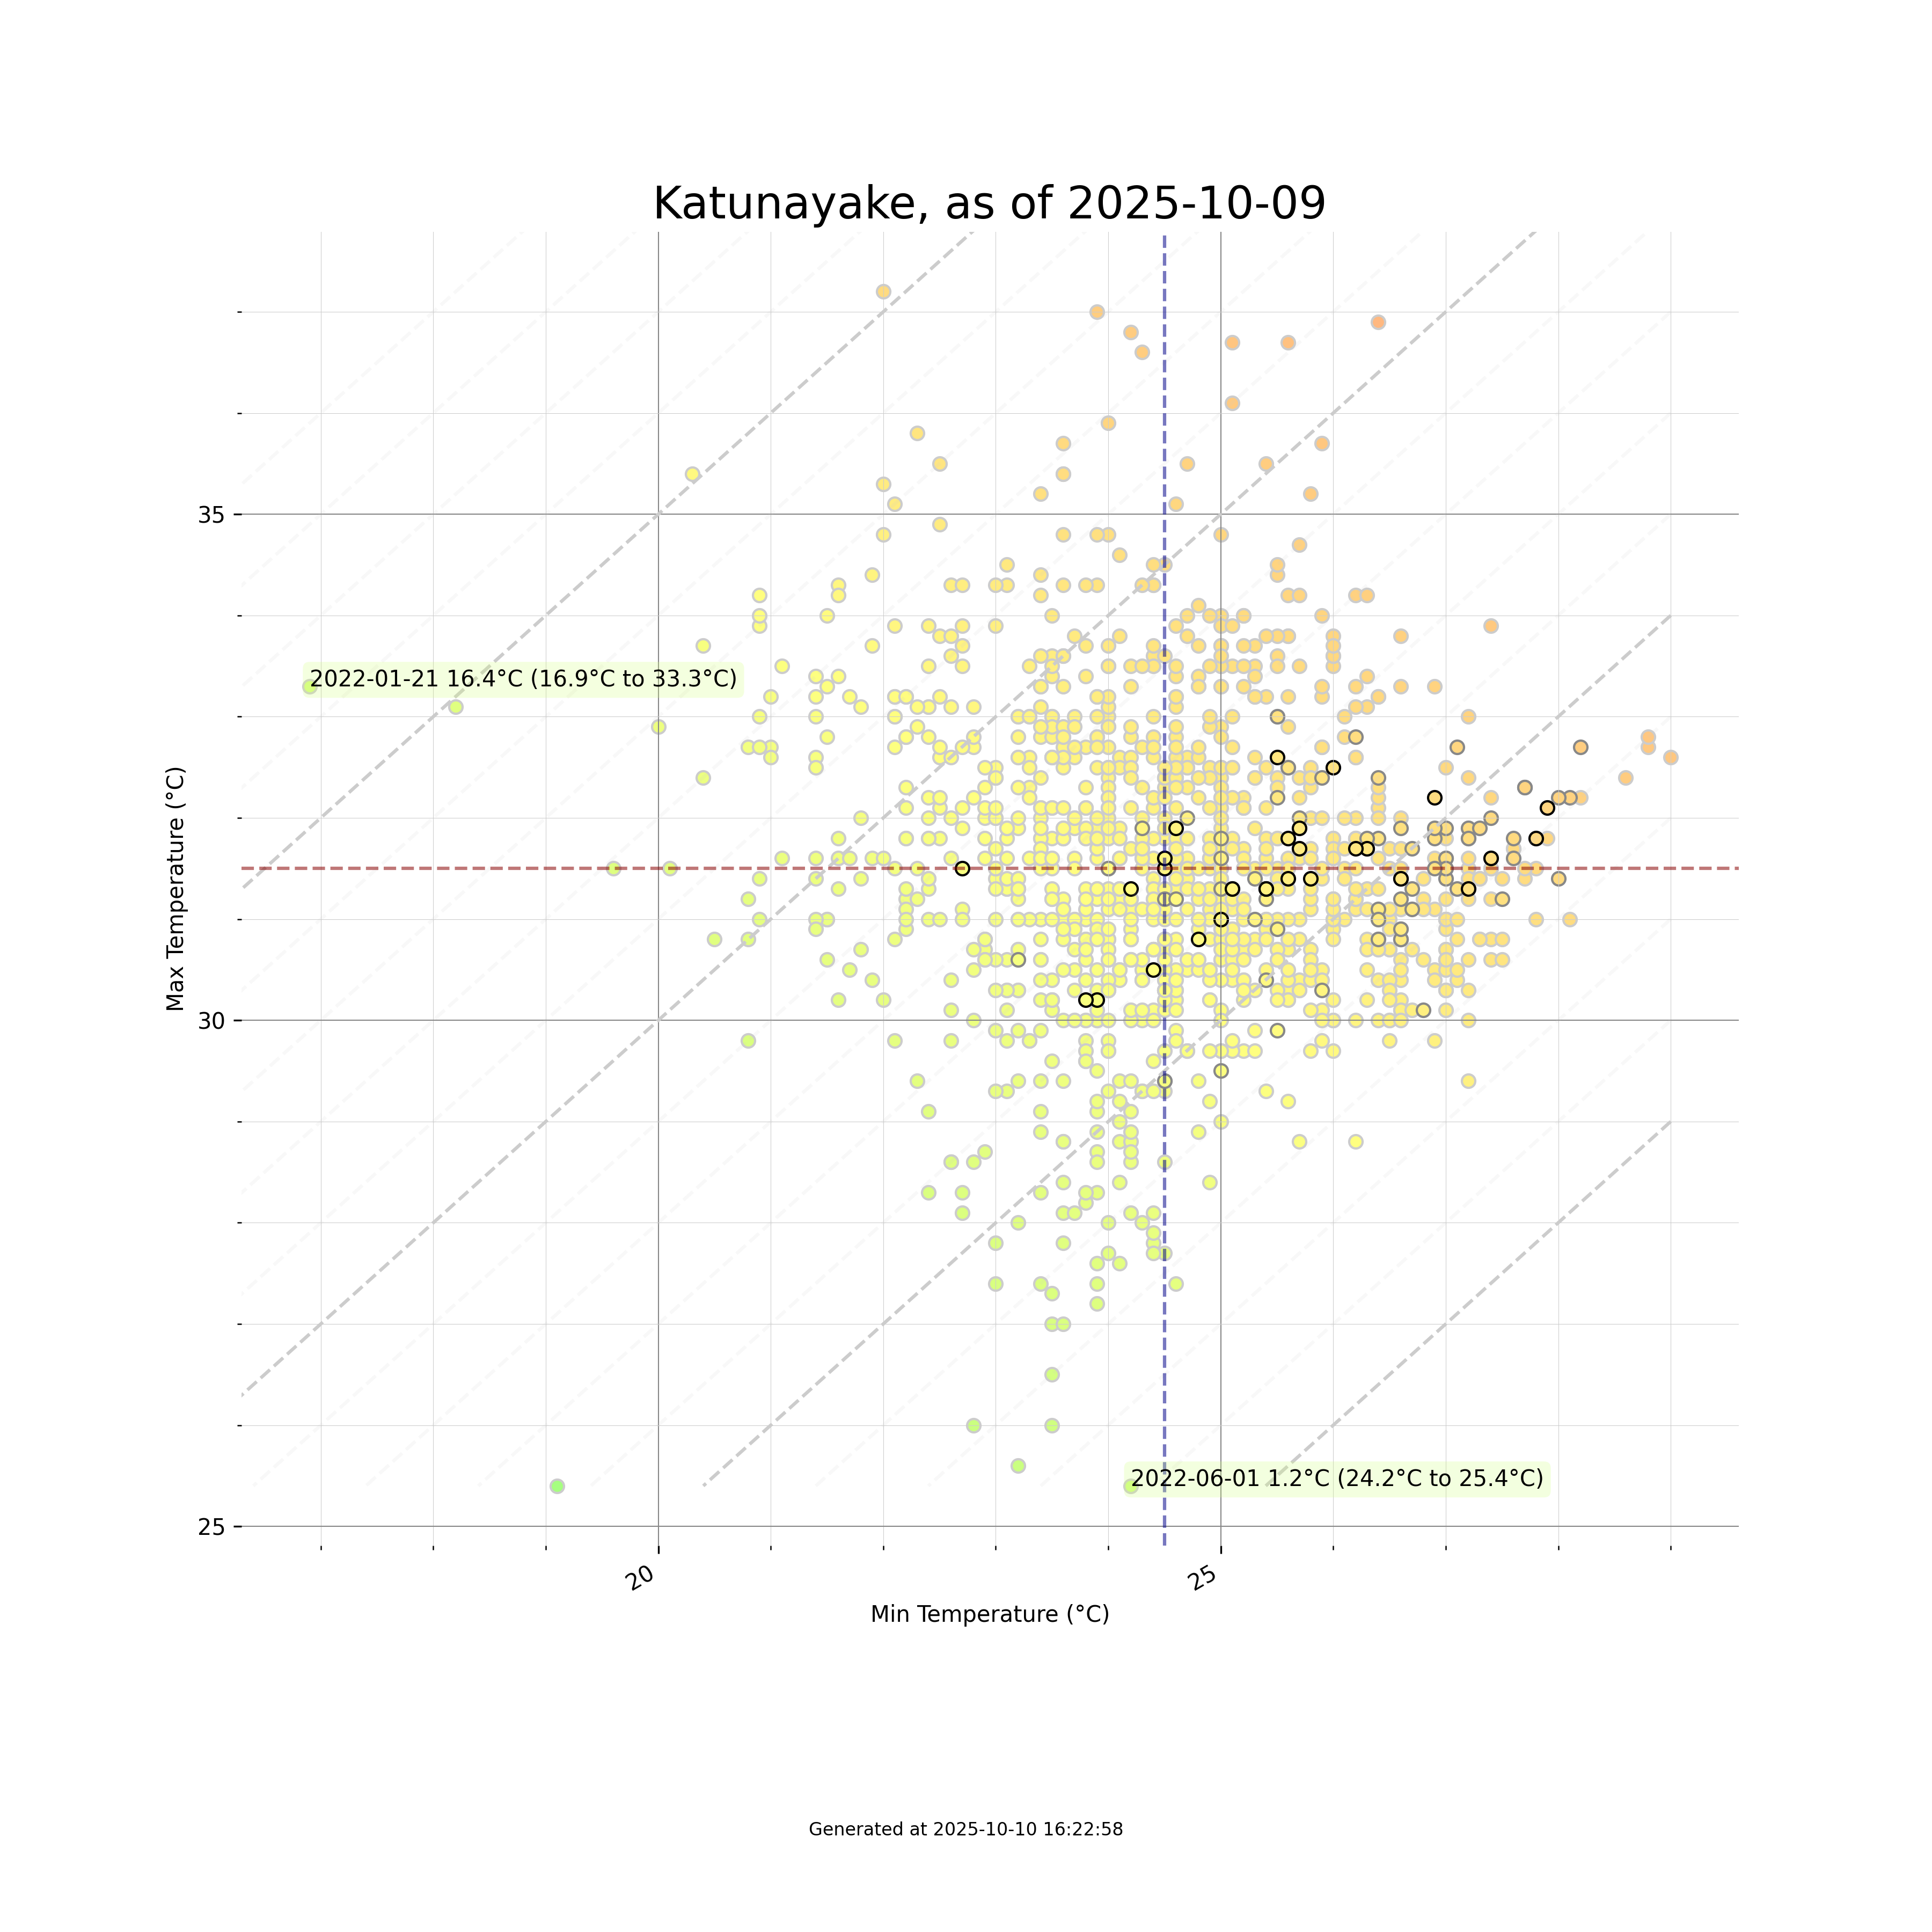 Katunayake, as of 2025-10-09
Max Temperature (°C)
35
30
25
2022-01-21 16.4°C (16.9°C to 33.3°C)
2022-06-01 1.2°C (24.2°C to 25.4°C)
20
25
Min Temperature (°C)
Generated at 2025-10-10 16:22:58